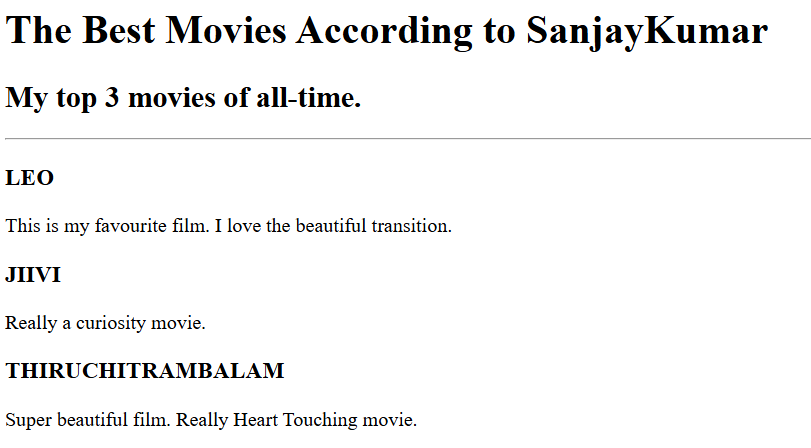 The Best Movies According to SanjayKumar
My top 3 movies of all-time.
LEO
This is my favourite film. I love the beautiful transition.
JIIVI
Really a curiosity movie.
THIRUCHITRAMBALAM
Super beautiful film. Really Heart Touching movie.